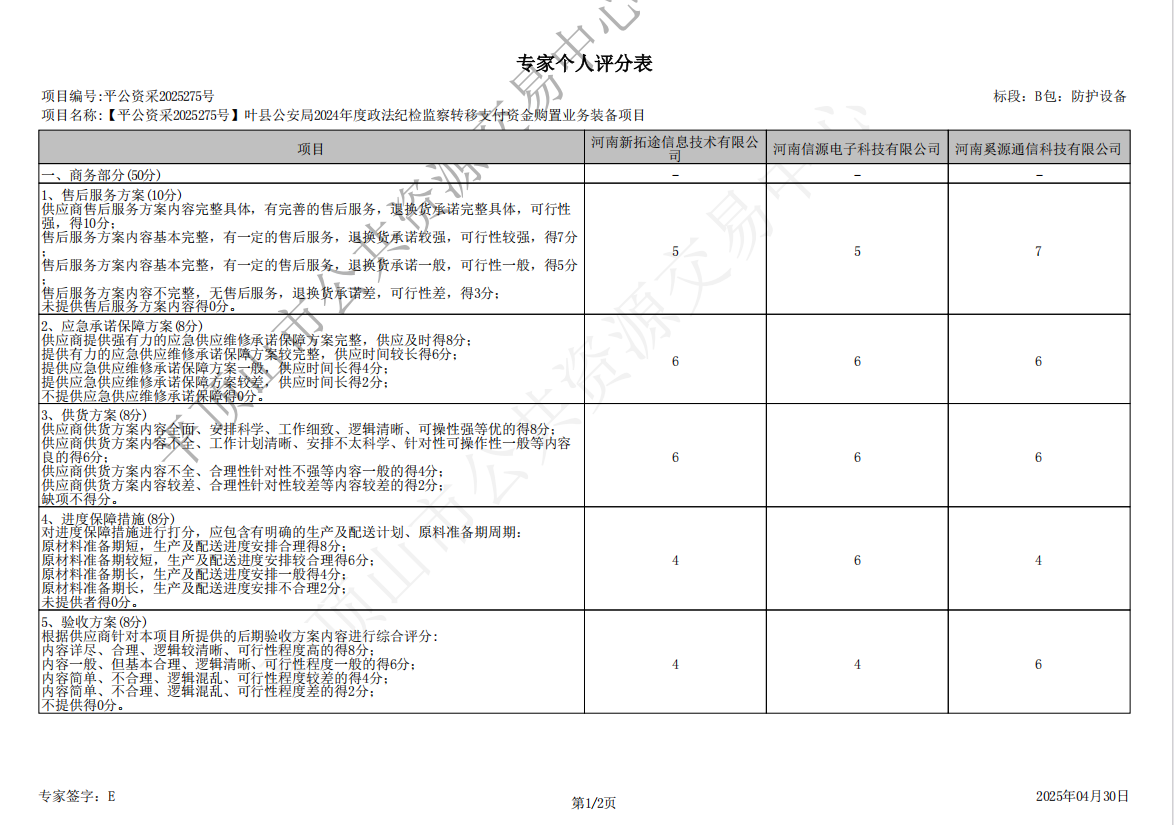 专家个人评分表
项目编号:平公资采2025275号
标段: B包: 防护设备
项目名称:【平公资采2025275号】叶县公安局2024年度政法纪检监察转移支付资金购置业务装备项目
项目
河南新拓途信息技术有限公
司
河南信源电子科技有限公司
河南奚源通信科技有限公司
一、商务部分(50分)
-
-
-
1、售后服务方案(10分)
供应商售后服务方案内容完整具体，有完善的售后服务，退换货承诺完整具体，可行性
强，得10分；
售后服务方案内容基本完整，有一定的售后服务，退换货承诺较强，可行性较强，得7分
；
售后服务方案内容基本完整，有一定的售后服务，退换货承诺一般，可行性一般，得5分
；
售后服务方案内容不完整，无售后服务，退换货承诺差，可行性差，得3分；
未提供售后服务方案内容得0分。
5
5
7
2、应急承诺保障方案(8分)
供应商提供强有力的应急供应维修承诺保障方案完整，供应及时得8分；
提供有力的应急供应维修承诺保障方案较完整，供应时间较长得6分；
提供应急供应维修承诺保障方案一般，供应时间长得4分；
提供应急供应维修承诺保障方案较差，供应时间长得2分；
不提供应急供应维修承诺保障得0分。
6
6
6
3、供货方案(8分)
供应商供货方案内容全面、安排科学、工作细致、逻辑清晰、可操性强等优的得8分；
供应商供货方案内容不全、工作计划清晰、安排不太科学、针对性可操作性一般等内容
良的得6分；
供应商供货方案内容不全、合理性针对性不强等内容一般的得4分；
供应商供货方案内容较差、合理性针对性较差等内容较差的得2分；
缺项不得分。
6
6
6
4、进度保障措施(8分)
对进度保障措施进行打分，应包含有明确的生产及配送计划、原料准备期周期：
原材料准备期短，生产及配送进度安排合理得8分；
原材料准备期较短，生产及配送进度安排较合理得6分；
原材料准备期长，生产及配送进度安排一般得4分；
原材料准备期长，生产及配送进度安排不合理2分；
未提供者得0分。
4
6
4
5、验收方案(8分)
根据供应商针对本项目所提供的后期验收方案内容进行综合评分:
内容详尽、合理、逻辑较清晰、可行性程度高的得8分；
内容一般、但基本合理、逻辑清晰、可行性程度一般的得6分；
内容简单、不合理、逻辑混乱、可行性程度较差的得4分；
内容简单、不合理、逻辑混乱、可行性程度差的得2分；
不提供得0分。
4
4
6
专家签字: E
第1/2页
2025年04月30日
平顶山市公共资源交易中心
顶山市公共资源交易中心